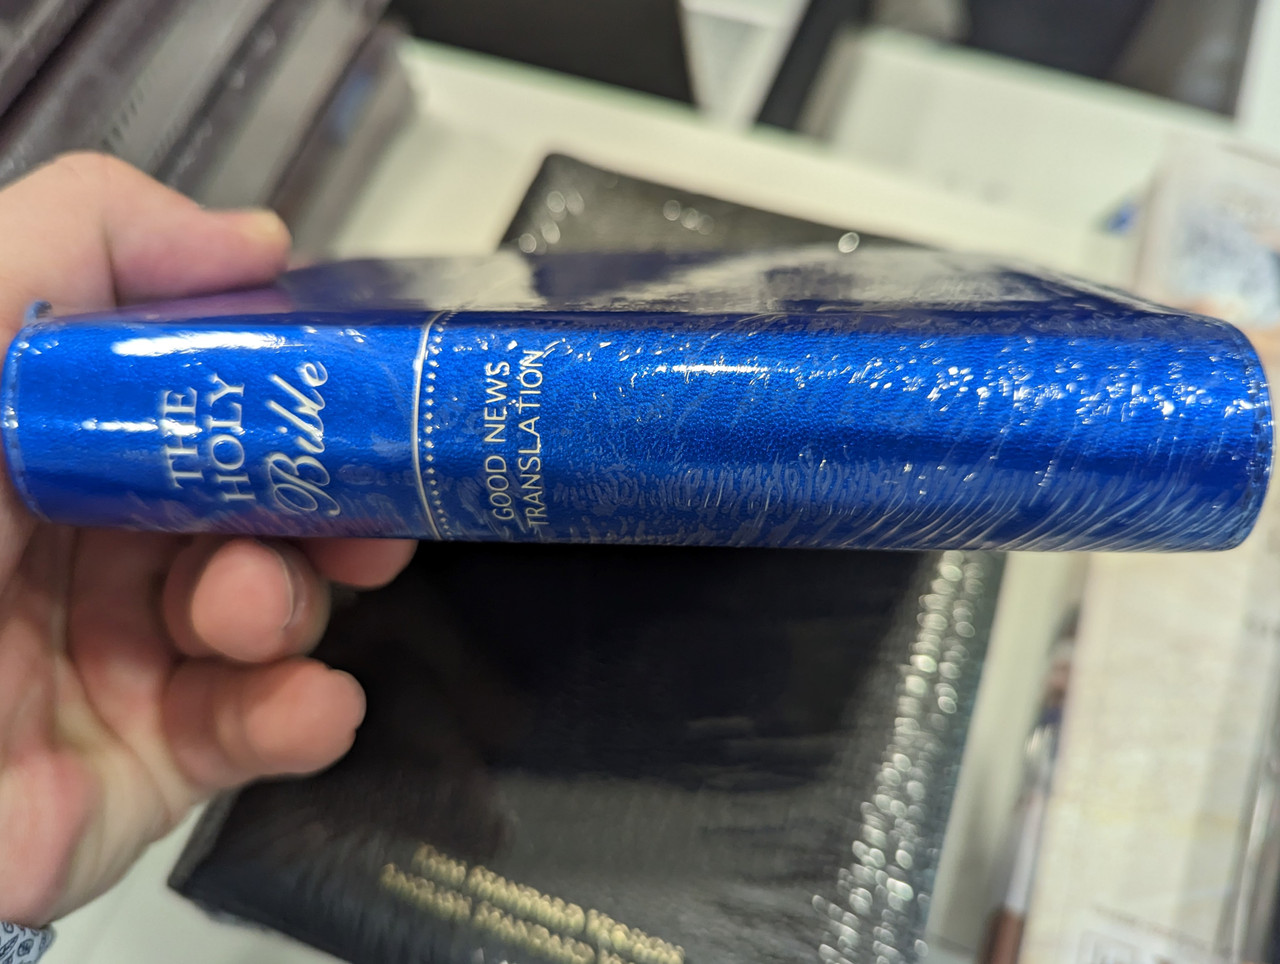 THE
HOLY
Bible
GOOD NEWS
TRANSLATION